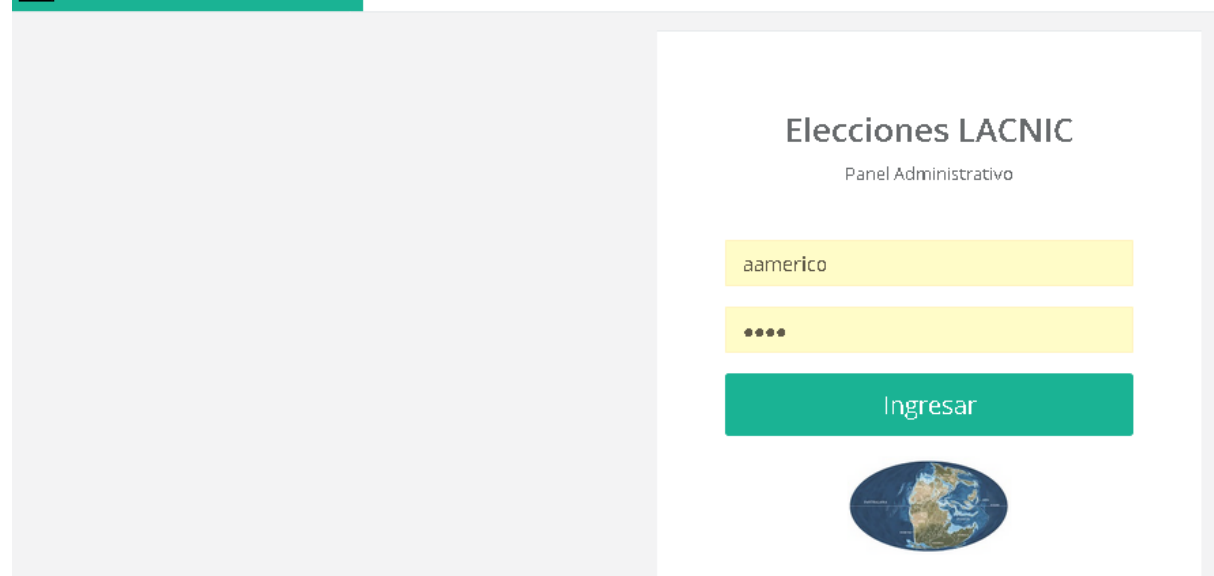 Elecciones LACNIC
Panel Administrativo
aamerico
••••
Ingresar